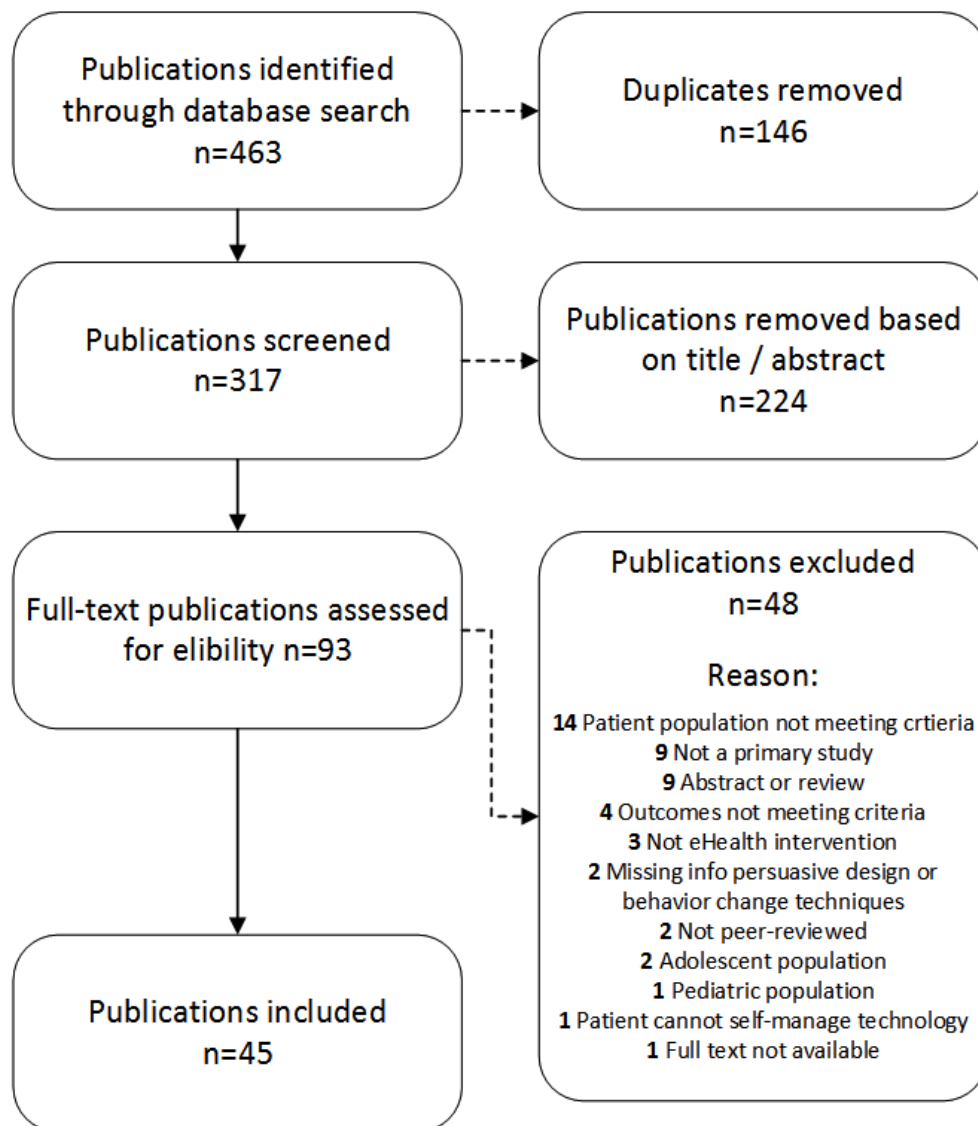 Publications identified
through database search
n=463
Duplicates removed
n=146
Publications screened
n=317
Publications removed based
on title / abstract
n=224
Full-text publications assessed
for elibility n=93
Publications excluded
n=48
Reason:
14 Patient population not meeting crtieria
9 Not a primary study
9 Abstract or review
4 Outcomes not meeting criteria
3 Not eHealth intervention
2 Missing info persuasive design or
behavior change techniques
2 Not peer-reviewed
2 Adolescent population
1 Pediatric population
1 Patient cannot self-manage technology
1 Full text not available
Publications included
n=45